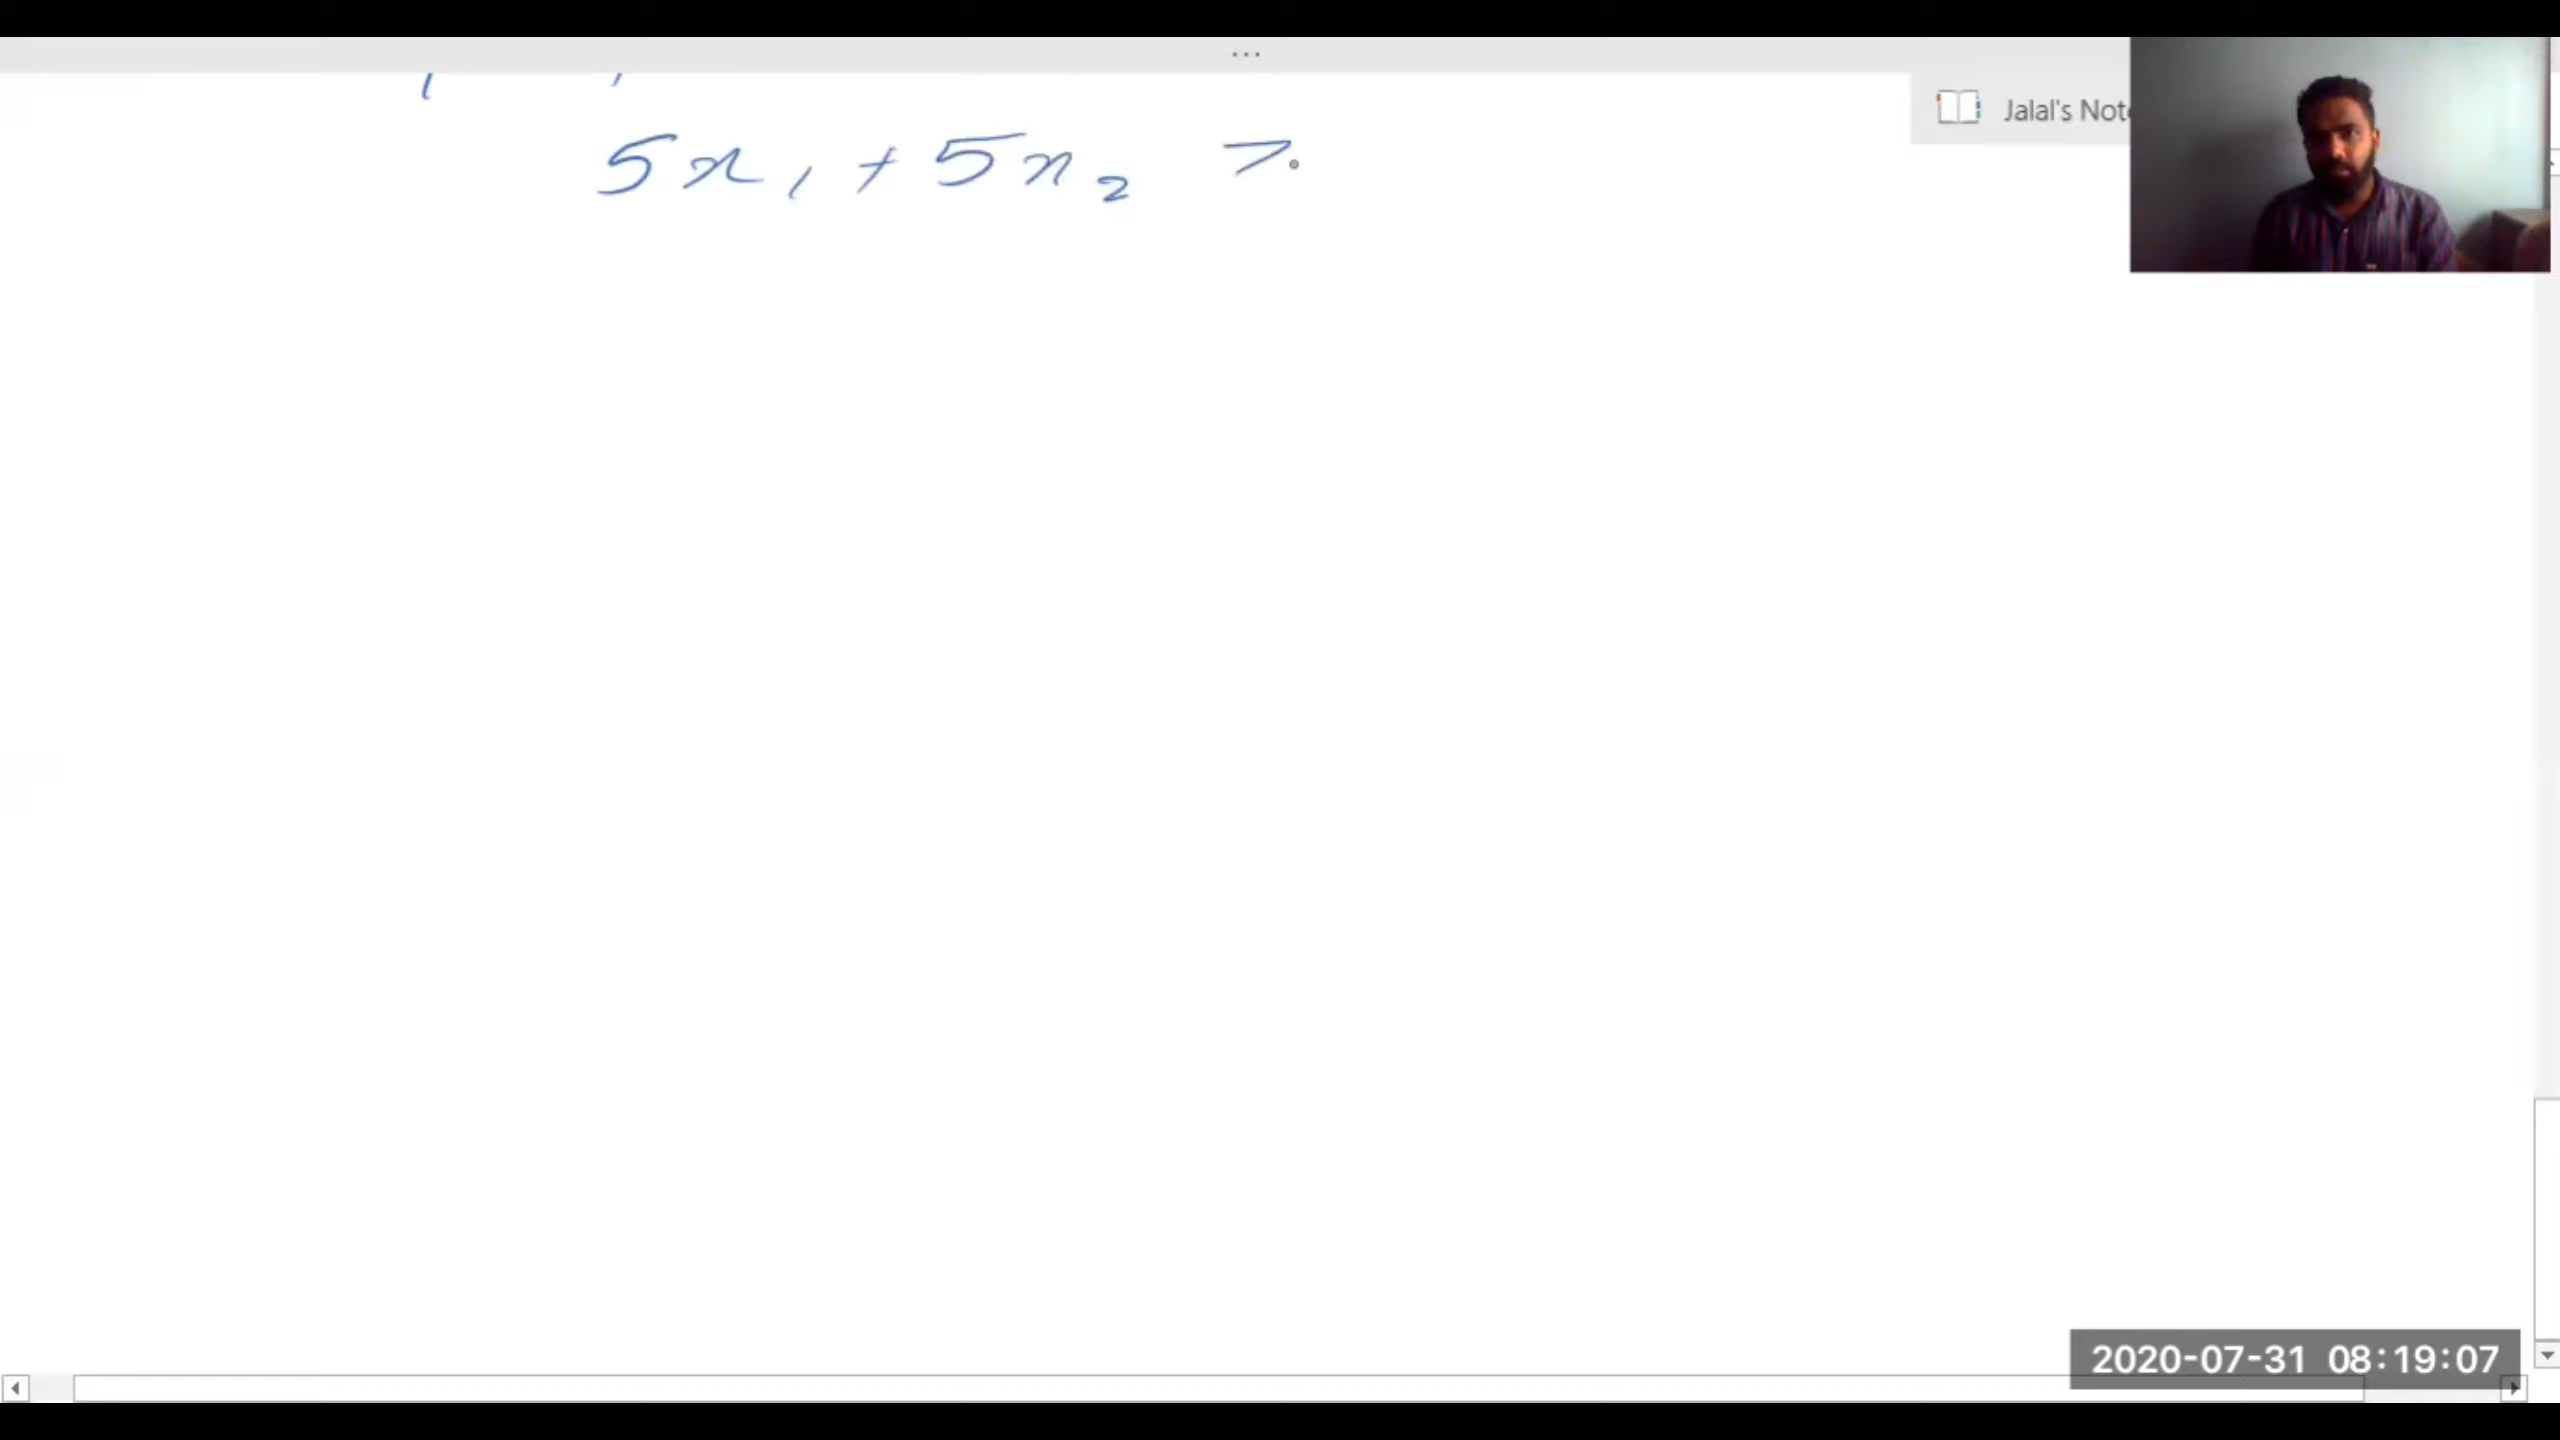 ...
Jalal's Not
5x₁ + 5x₂ >
2020-07-31 08:19:07